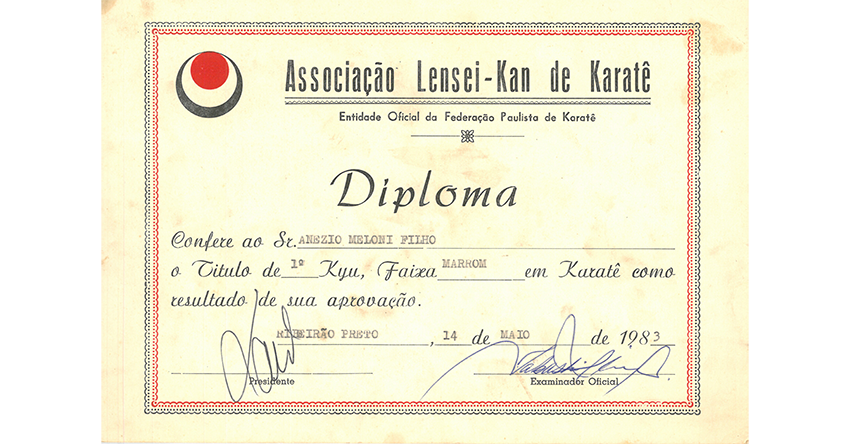 Associação Lensei-Kan de Karatê
Entidade Oficial da Federação Paulista de Karatê
Diploma
Confere ao Sr. ANEZIO MELONI FILHO
o Titulo de 1º Kyu, Faixa MARROM em Karatê como
resultado de sua aprovação.
RIBEIRÃO PRETO, 14 de MAIO de 1983
Presidente Examinador Oficial